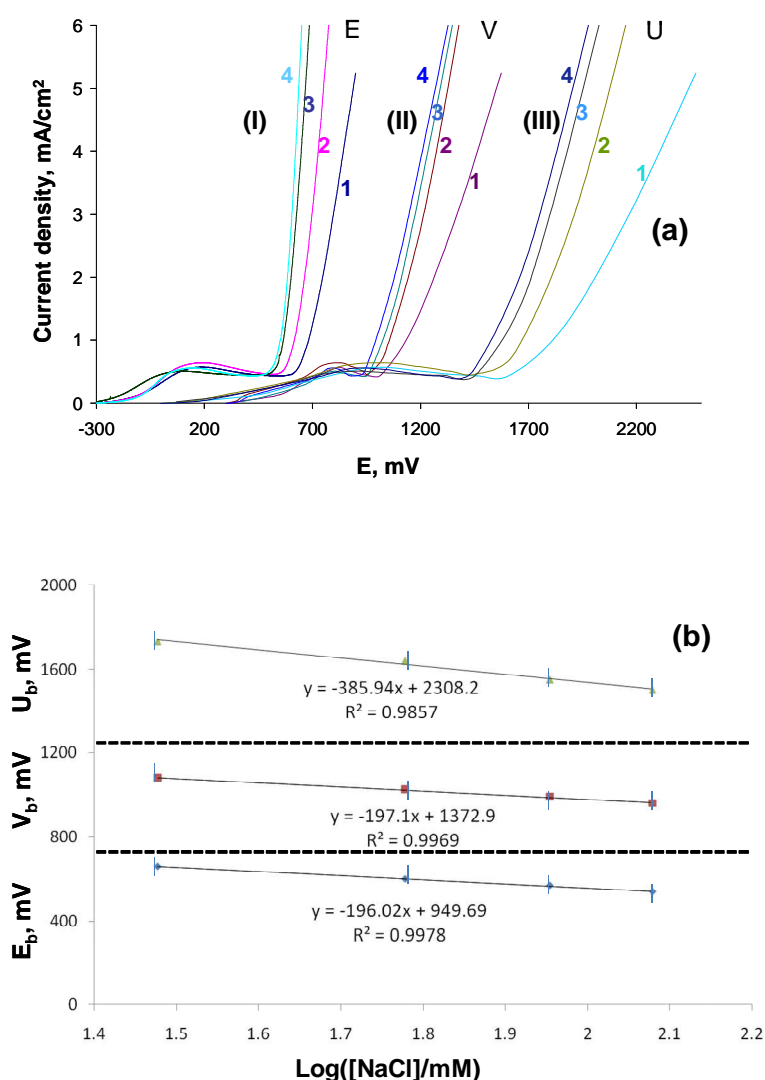 6
5
4
3
2
1
0
Current density, mA/cm²
E
V
U
4
3
2
1
(I)
4
3
2
1
(II)
4
3
2
1
(III)
(a)
-300 200 700 1200 1700 2200
E, mV
2000
1600
1200
800
400
0
U_b, mV
V_b, mV
E_b, mV
(b)
y = -385.94x + 2308.2
R² = 0.9857
y = -197.1x + 1372.9
R² = 0.9969
y = -196.02x + 949.69
R² = 0.9978
1.4 1.5 1.6 1.7 1.8 1.9 2 2.1 2.2
Log([NaCl]/mM)